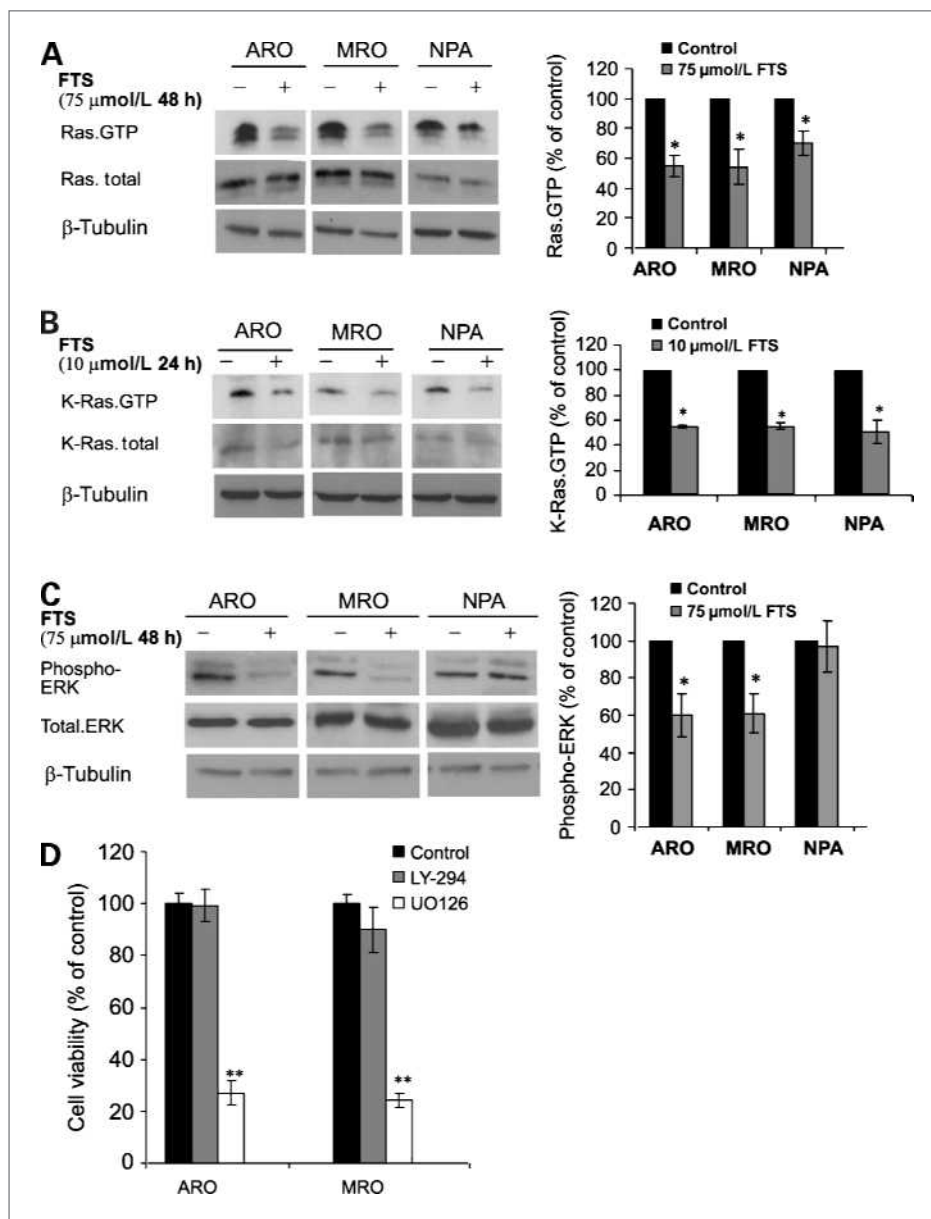 A
ARO MRO NPA
FTS
(75 μmol/L 48 h)
– + – + – +
Ras.GTP
Ras. total
β-Tubulin
Control
75 μmol/L FTS
Ras.GTP (% of control)
120
100
80
60
40
20
0
* * *
ARO MRO NPA
B
ARO MRO NPA
FTS
(10 μmol/L 24 h)
– + – + – +
K-Ras.GTP
K-Ras. total
β-Tubulin
Control
10 μmol/L FTS
K-Ras.GTP (% of control)
120
100
80
60
40
20
0
* * *
ARO MRO NPA
C
ARO MRO NPA
FTS
(75 μmol/L 48 h)
– + – + – +
Phospho-
ERK
Total.ERK
β-Tubulin
Control
75 μmol/L FTS
Phospho-ERK (% of control)
120
100
80
60
40
20
0
* *
ARO MRO NPA
D
Control
LY-294
UO126
Cell viability (% of control)
120
100
80
60
40
20
0
** **
ARO MRO